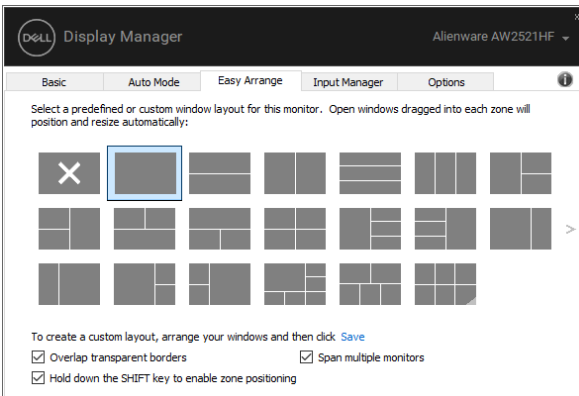 DELL Display Manager
Alienware AW2521HF
Basic
Auto Mode
Easy Arrange
Input Manager
Options
Select a predefined or custom window layout for this monitor. Open windows dragged into each zone will
position and resize automatically:
To create a custom layout, arrange your windows and then click Save
Overlap transparent borders
Span multiple monitors
Hold down the SHIFT key to enable zone positioning